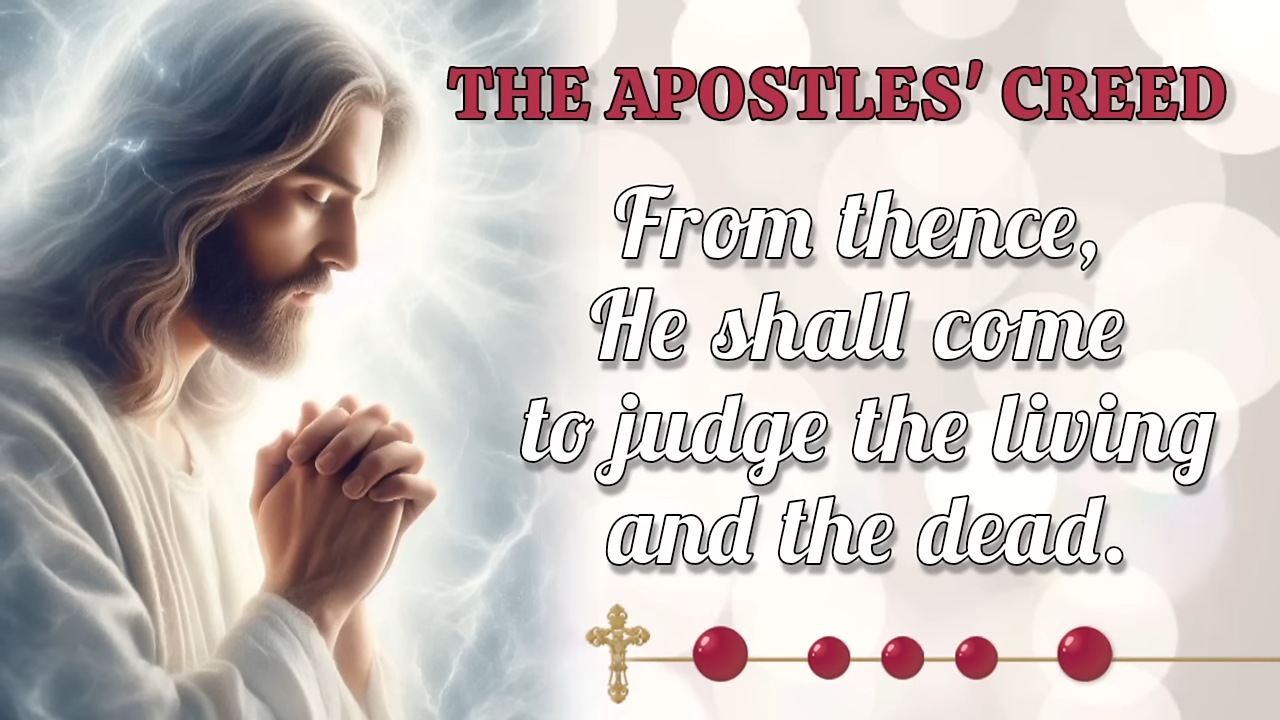 THE APOSTLES' CREED
From thence,
He shall come
to judge the living
and the dead.